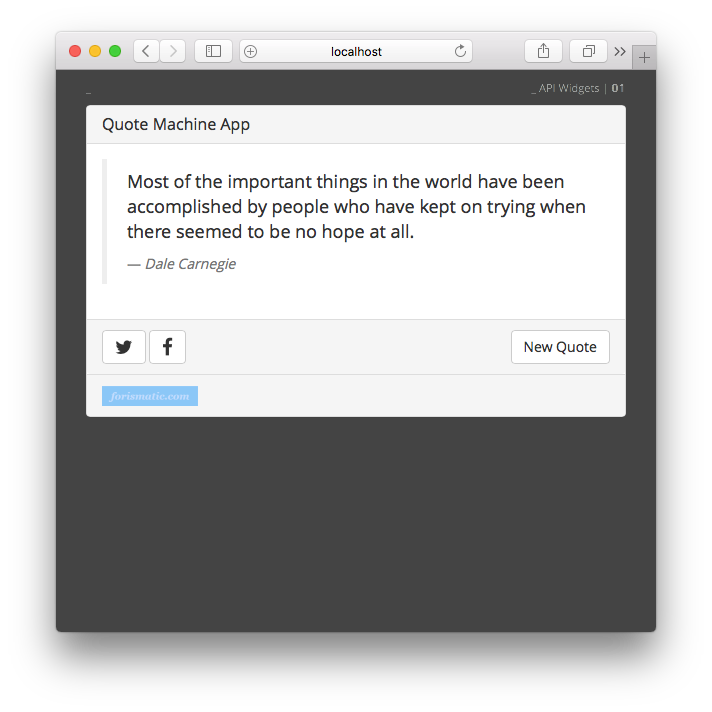 localhost
_
_ API Widgets | 01
Quote Machine App
Most of the important things in the world have been
accomplished by people who have kept on trying when
there seemed to be no hope at all.
— Dale Carnegie
New Quote
forismatic.com